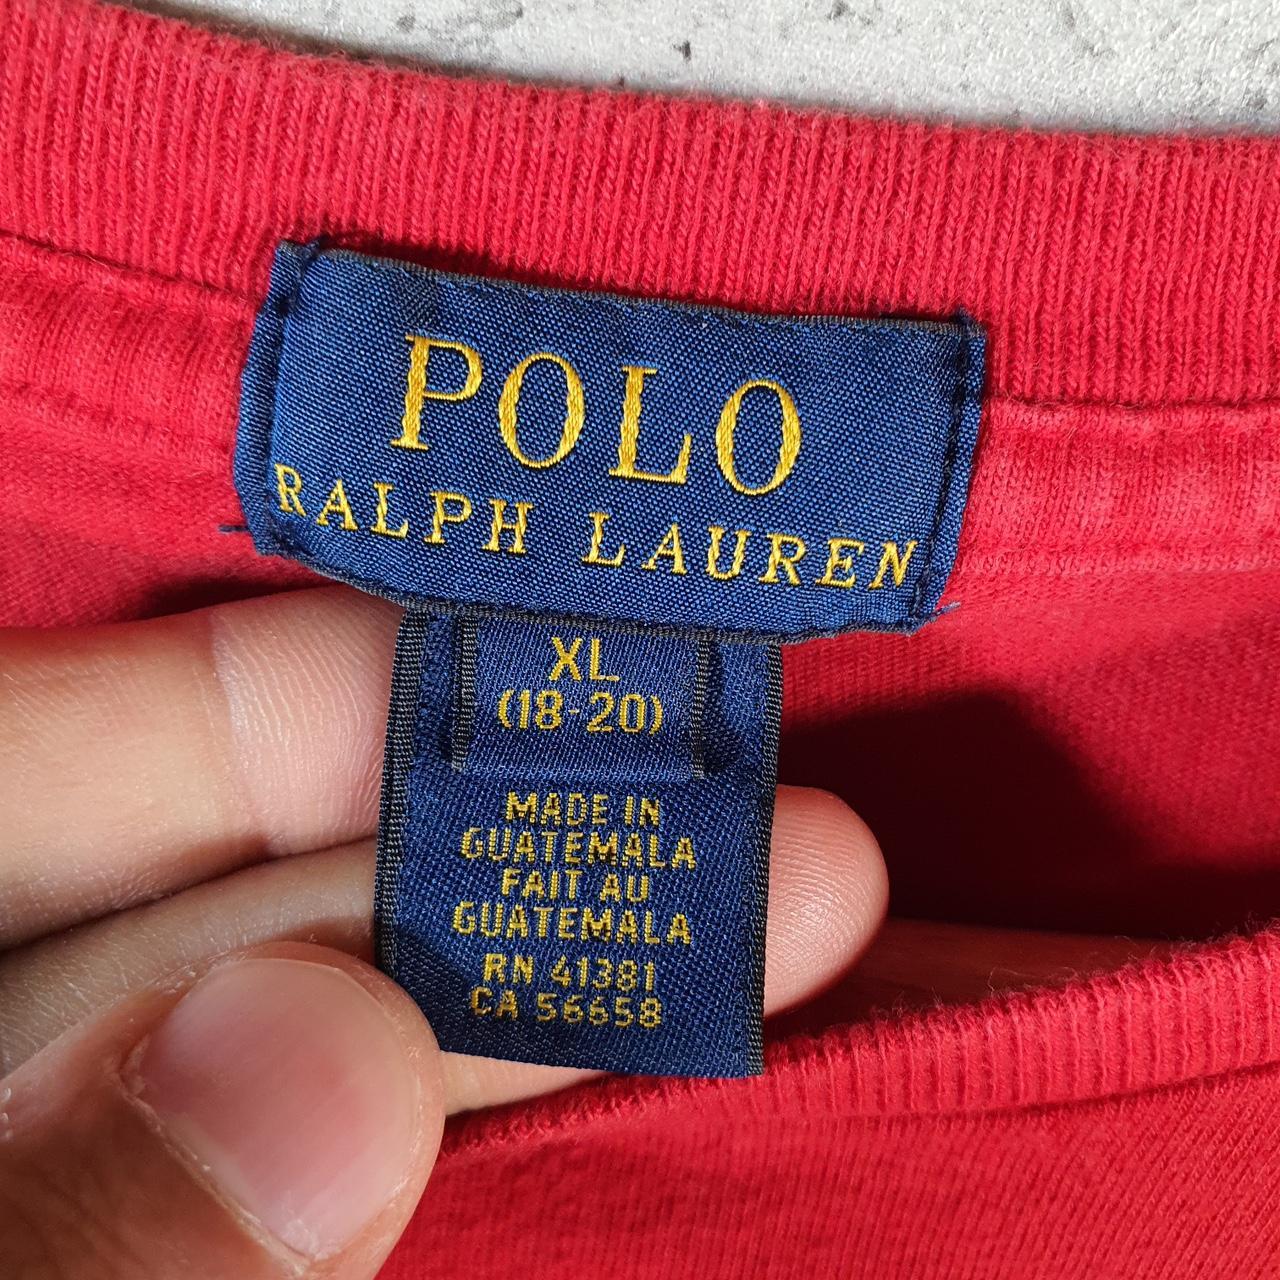 POLO
RALPH LAUREN
XL
(18-20)
MADE IN
GUATEMALA
FAIT AU
GUATEMALA
RN 41381
CA 56658